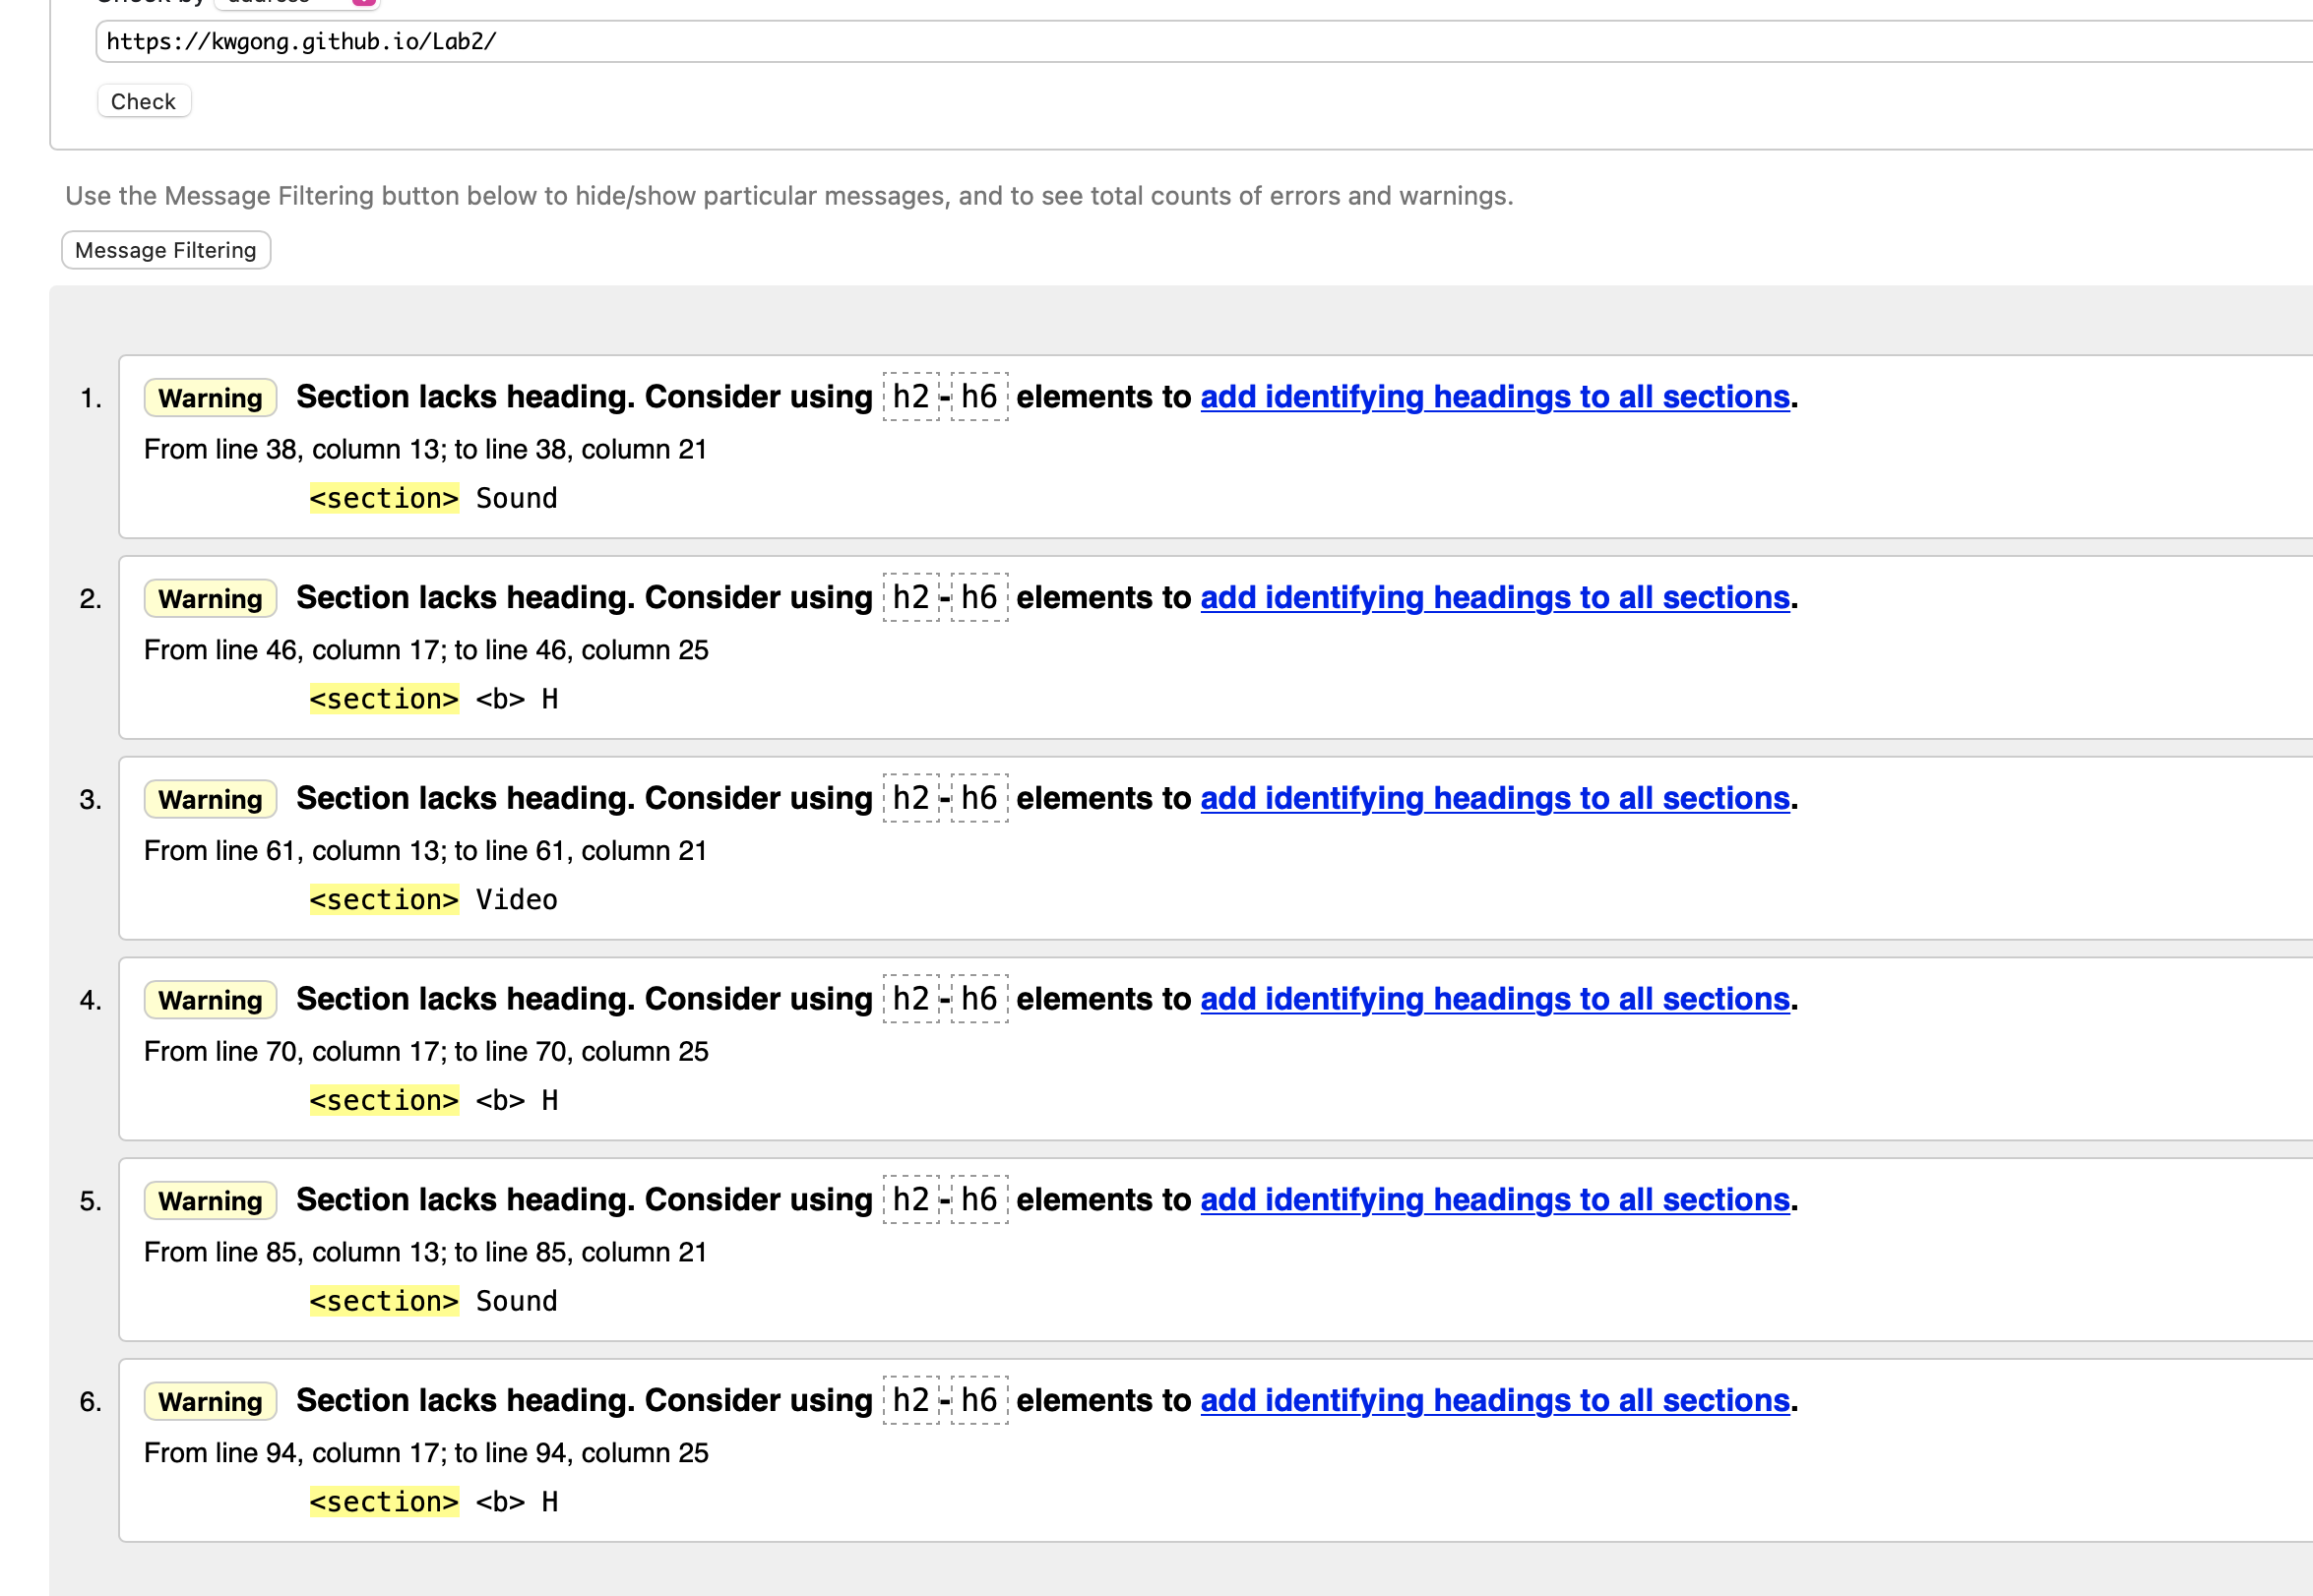 https://kwgong.github.io/Lab2/
Check
Use the Message Filtering button below to hide/show particular messages, and to see total counts of errors and warnings.
Message Filtering
1. Warning Section lacks heading. Consider using h2-h6 elements to add identifying headings to all sections.
From line 38, column 13; to line 38, column 21
<section> Sound
2. Warning Section lacks heading. Consider using h2-h6 elements to add identifying headings to all sections.
From line 46, column 17; to line 46, column 25
<section> <b> H
3. Warning Section lacks heading. Consider using h2-h6 elements to add identifying headings to all sections.
From line 61, column 13; to line 61, column 21
<section> Video
4. Warning Section lacks heading. Consider using h2-h6 elements to add identifying headings to all sections.
From line 70, column 17; to line 70, column 25
<section> <b> H
5. Warning Section lacks heading. Consider using h2-h6 elements to add identifying headings to all sections.
From line 85, column 13; to line 85, column 21
<section> Sound
6. Warning Section lacks heading. Consider using h2-h6 elements to add identifying headings to all sections.
From line 94, column 17; to line 94, column 25
<section> <b> H